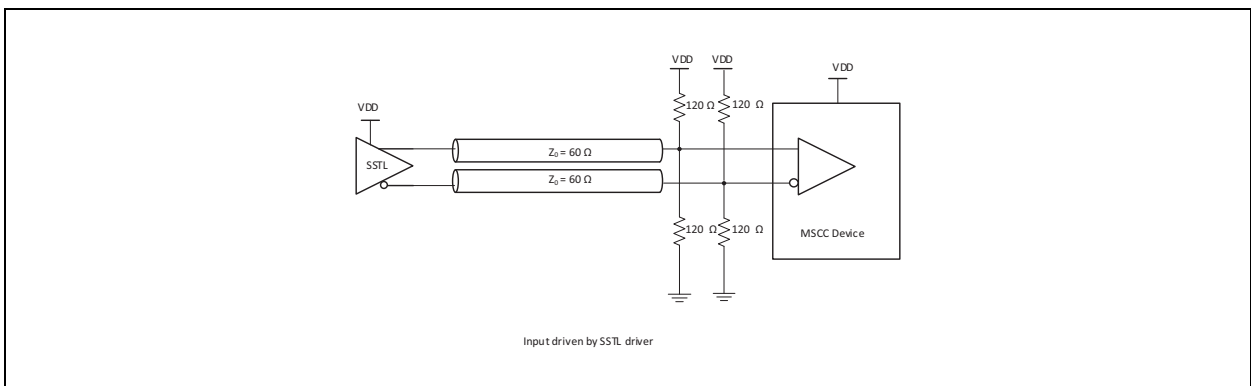 VDD VDD
VDD
120 Ω 120 Ω
VDD
SSTL
Z₀ = 60 Ω
Z₀ = 60 Ω
120 Ω 120 Ω
MSCC Device
Input driven by SSTL driver